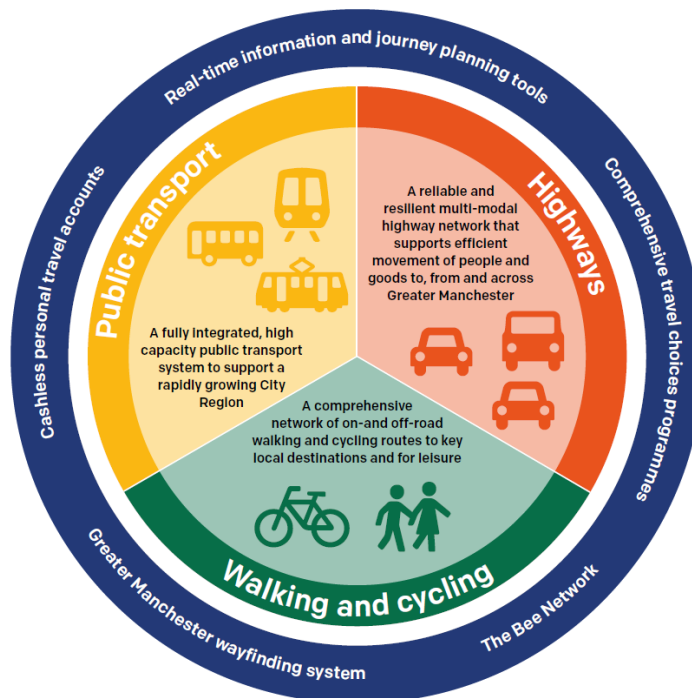 Real-time information and journey planning tools
Comprehensive travel choices programmes
The Bee Network
Greater Manchester wayfinding system
Cashless personal travel accounts
Public transport
A fully integrated, high
capacity public transport
system to support a
rapidly growing City
Region
Highways
A reliable and
resilient multi-modal
highway network that
supports efficient
movement of people and
goods to, from and across
Greater Manchester
A comprehensive
network of on-and off-road
walking and cycling routes to key
local destinations and for leisure
Walking and cycling